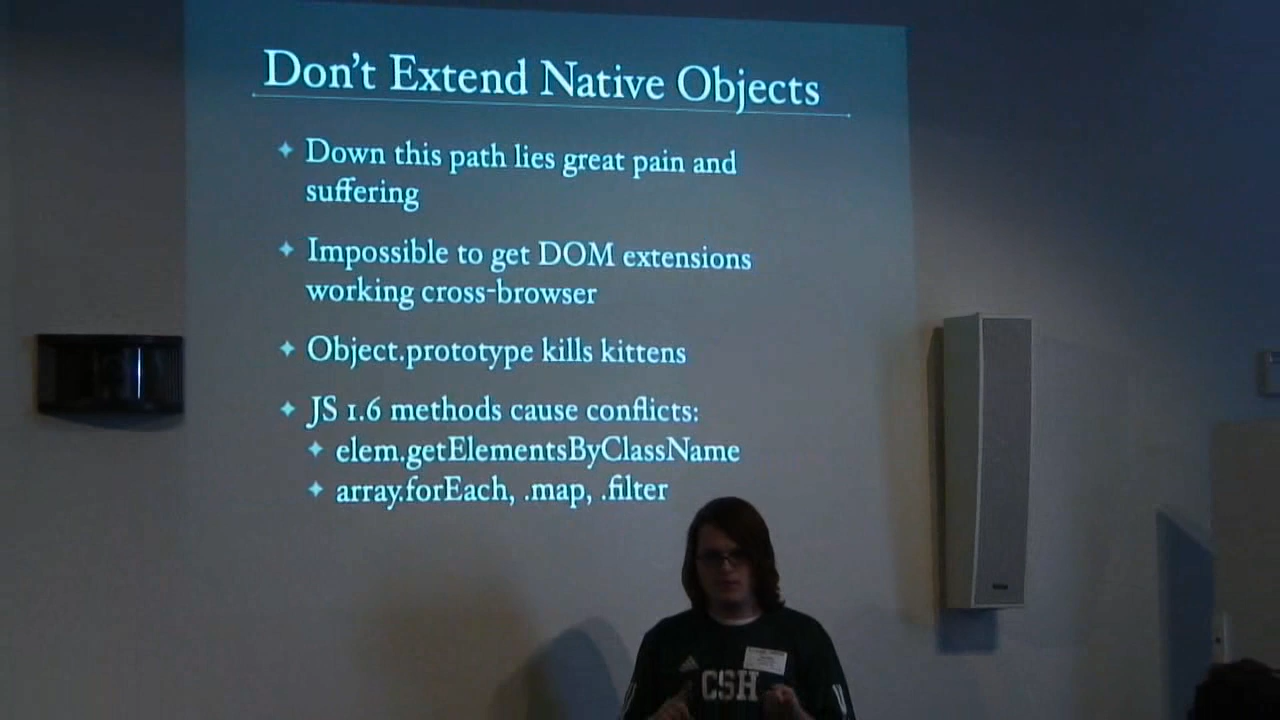 Don't Extend Native Objects
Down this path lies great pain and
suffering
Impossible to get DOM extensions
working cross-browser
Object.prototype kills kittens
JS 1.6 methods cause conflicts:
elem.getElementsByClassName
array.forEach, .map, .filter
CSH